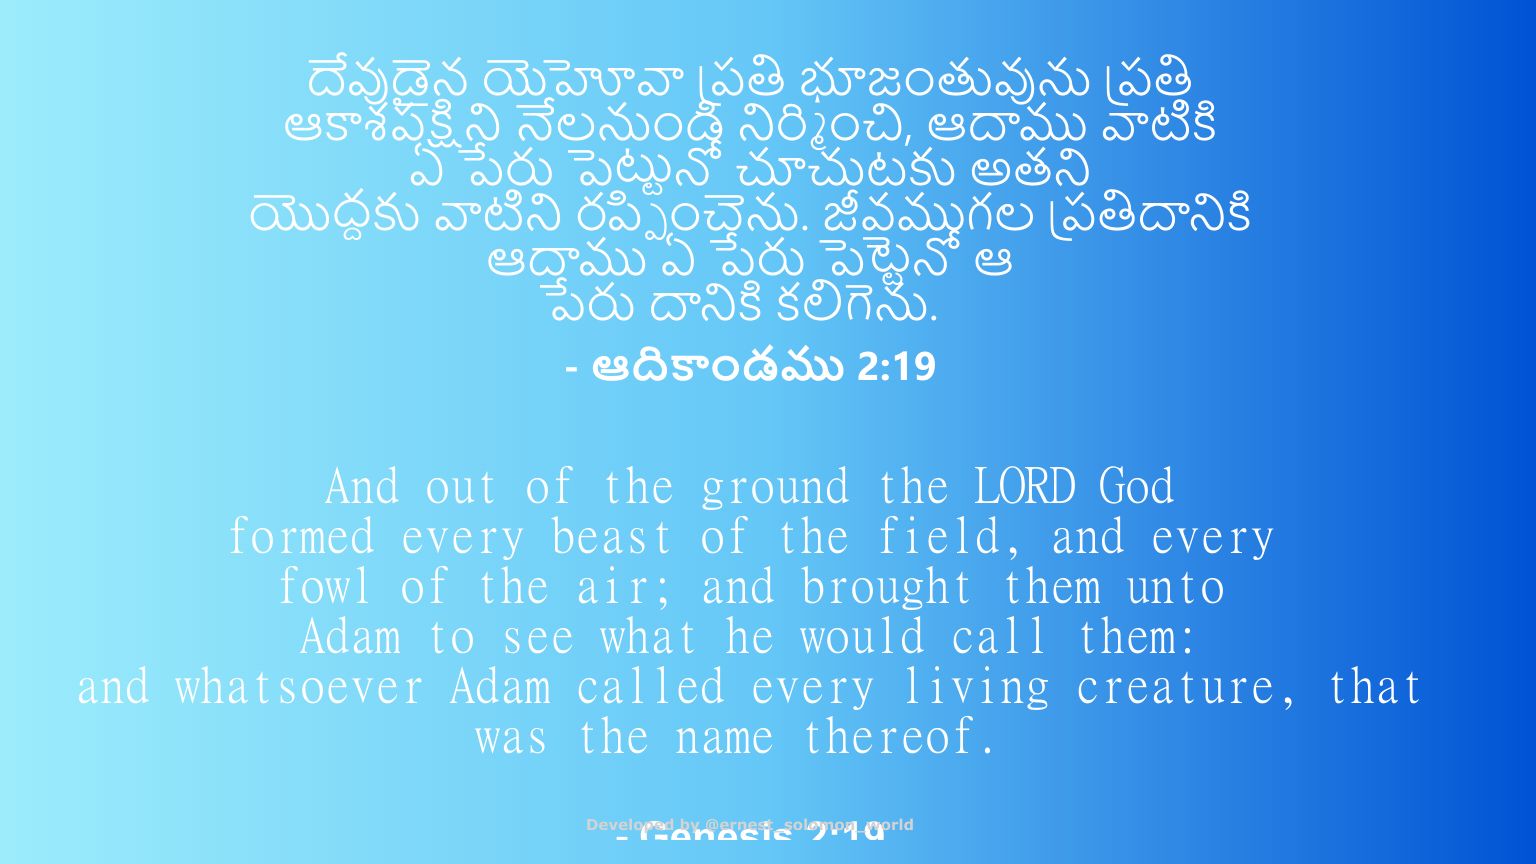 దేవుడైన యెహోవా ప్రతి భూజంతువును ప్రతి
ఆకాశపక్షిని నేలనుండి నిర్మించి, ఆదాము వాటికి
ఏ పేరు పెట్టునో చూచుటకు అతని
యొద్దకు వాటిని రప్పించెను. జీవముగల ప్రతిదానికి
ఆదాము ఏ పేరు పెట్టెనో ఆ
పేరు దానికి కలిగెను.
- ఆదికాండము 2:19
And out of the ground the LORD God
formed every beast of the field, and every
fowl of the air; and brought them unto
Adam to see what he would call them:
and whatsoever Adam called every living creature, that
was the name thereof.
Developed by @ernest_solomon_world
- Genesis 2:19